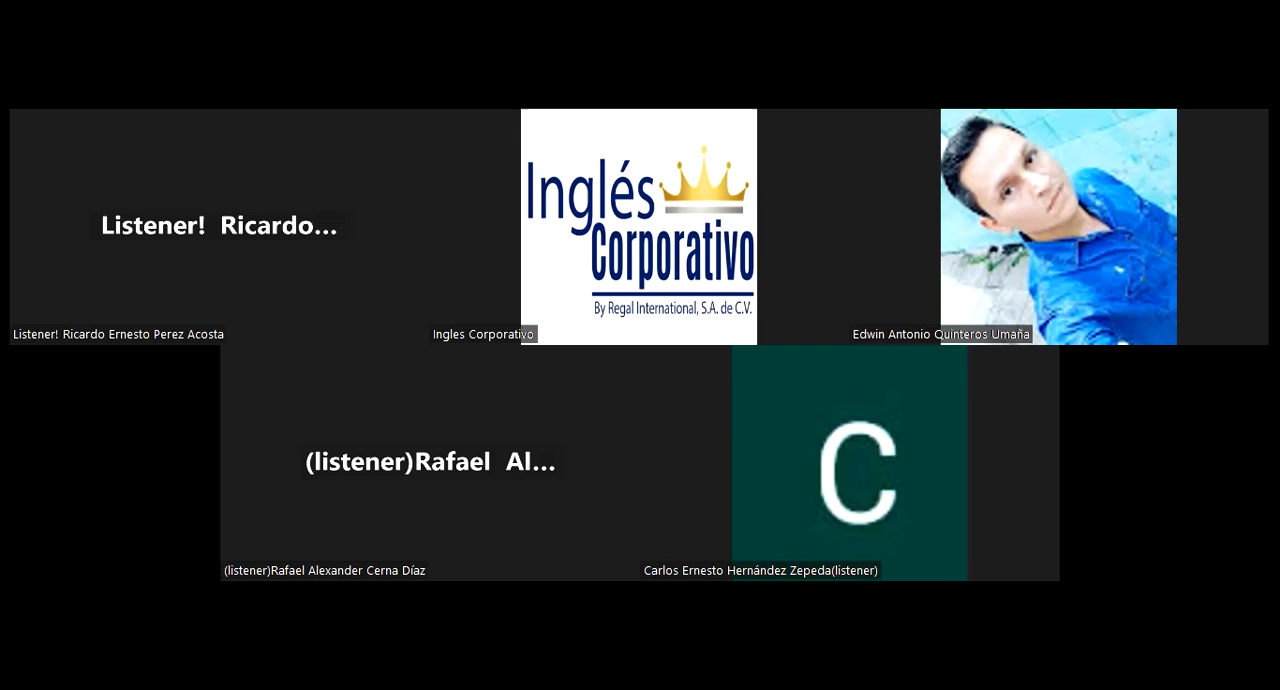 Listener! Ricardo...
Listener! Ricardo Ernesto Perez Acosta
Inglés
Corporativo
By Regal International, S.A. de C.V.
Ingles Corporativo
Edwin Antonio Quinteros Umaña
(listener)Rafael Al...
(listener)Rafael Alexander Cerna Díaz
C
Carlos Ernesto Hernández Zepeda(listener)